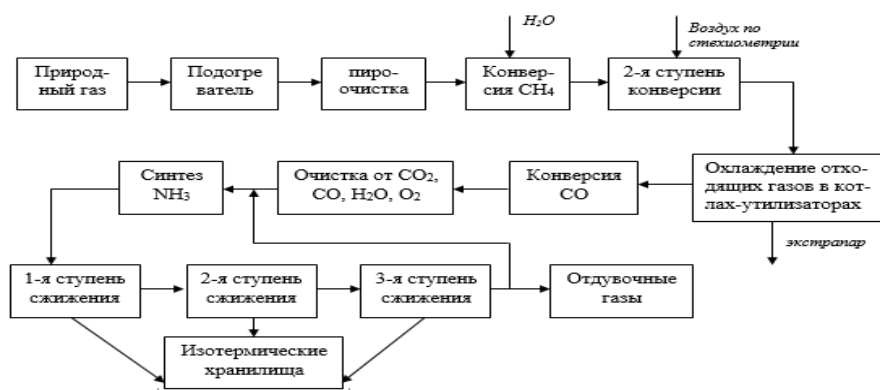 H₂O
Воздух по
стехиометрии
Природ-
ный газ
Подогре
ватель
пиро-
очистка
Конвер-
сия CH₄
2-я ступень
конверсии
Синтез
NH₃
Очистка от CO₂,
CO, H₂O, O₂
Конверсия
CO
Охлаждение отхо-
дящих газов в кот-
лах-утилизаторах
экстрапар
1-я ступень
сжижения
2-я ступень
сжижения
3-я ступень
сжижения
Отдувочные
газы
Изотермические
хранилища